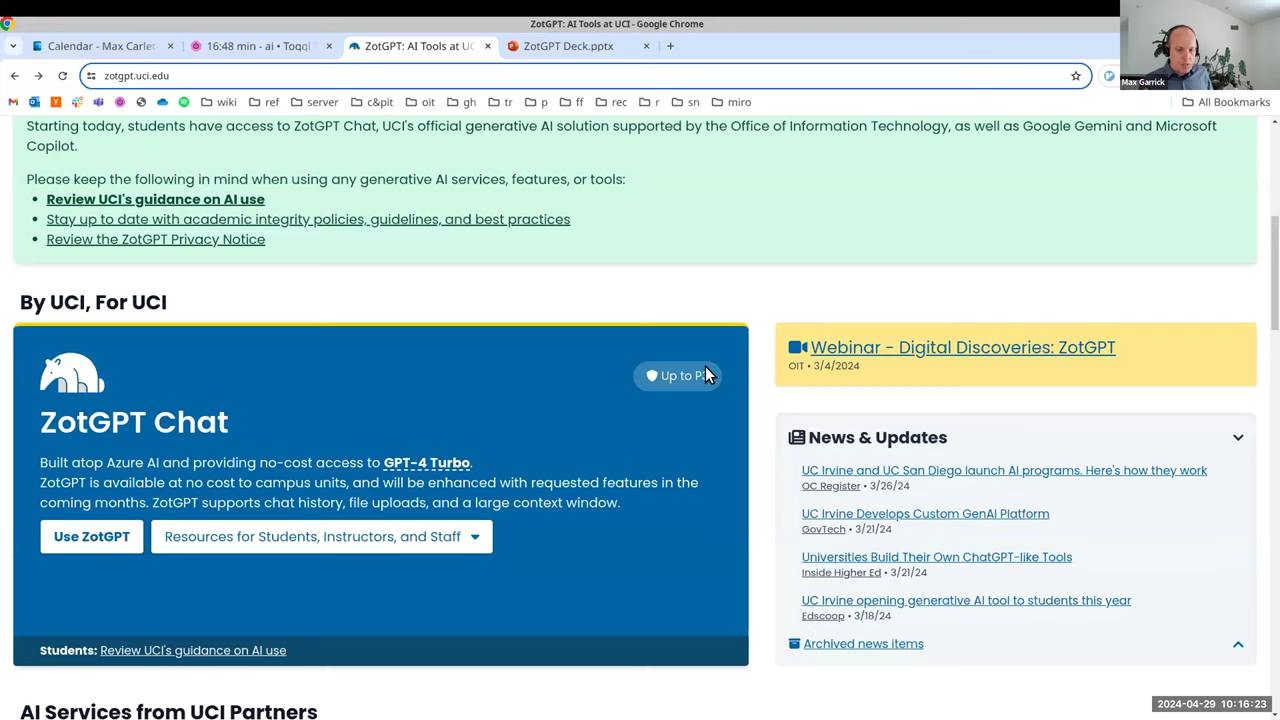 ZotGPT: AI Tools at UCI - Google Chrome
Calendar - Max Carle
16:48 min - ai • Toggl
ZotGPT: AI Tools at UC
ZotGPT Deck.pptx
zotgpt.uci.edu
wiki
ref
server
c&pit
oit
gh
tr
p
ff
rec
r
sn
miro
All Bookmarks
Max Garrick
Starting today, students have access to ZotGPT Chat, UCI's official generative AI solution supported by the Office of Information Technology, as well as Google Gemini and Microsoft
Copilot.
Please keep the following in mind when using any generative AI services, features, or tools:
• Review UCI's guidance on AI use
• Stay up to date with academic integrity policies, guidelines, and best practices
• Review the ZotGPT Privacy Notice
By UCI, For UCI
Up to
ZotGPT Chat
Built atop Azure AI and providing no-cost access to GPT-4 Turbo.
ZotGPT is available at no cost to campus units, and will be enhanced with requested features in the
coming months. ZotGPT supports chat history, file uploads, and a large context window.
Use ZotGPT
Resources for Students, Instructors, and Staff
Students: Review UCI's guidance on AI use
Webinar - Digital Discoveries: ZotGPT
OIT • 3/4/2024
News & Updates
UC Irvine and UC San Diego launch AI programs. Here's how they work
OC Register • 3/26/24
UC Irvine Develops Custom GenAI Platform
GovTech • 3/21/24
Universities Build Their Own ChatGPT-like Tools
Inside Higher Ed • 3/21/24
UC Irvine opening generative AI tool to students this year
Edscoop • 3/18/24
Archived news items
AI Services from UCI Partners
2024-04-29 10:16:23